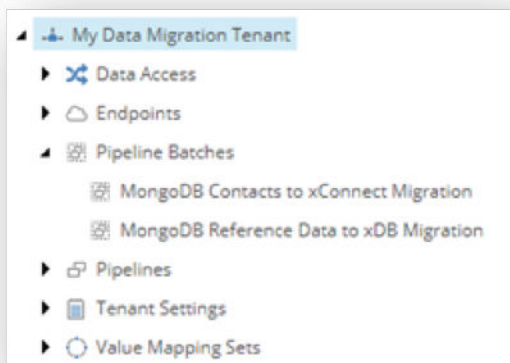 My Data Migration Tenant
Data Access
Endpoints
Pipeline Batches
MongoDB Contacts to xConnect Migration
MongoDB Reference Data to xDB Migration
Pipelines
Tenant Settings
Value Mapping Sets